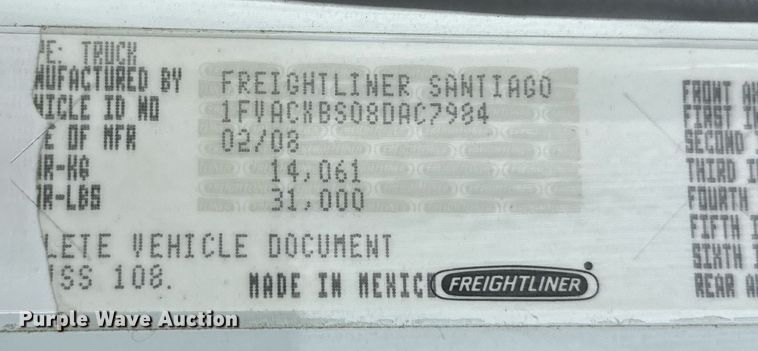 PE: TRUCK
NUFACTURED BY FREIGHTLINER SANTIAGO
HICLE ID NO 1FVACXBS08DAC7984
E OF MFR 02/08
R-KG 14,061
R-LBS 31,000
LETE VEHICLE DOCUMENT
SS 108.
MADE IN MEXICO FREIGHTLINER
FRONT
FIRST
SECOND
THIRD
FOURTH
FIFTH
SIXTH
REAR
Purple Wave Auction